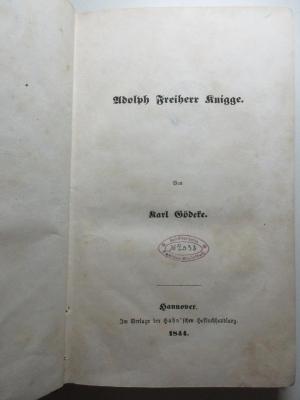 Adolph Freiherr Knigge.
Von
Karl Gödeke.
Hannover.
Im Verlage der Hahn'schen Hofbuchhandlung.
1844.